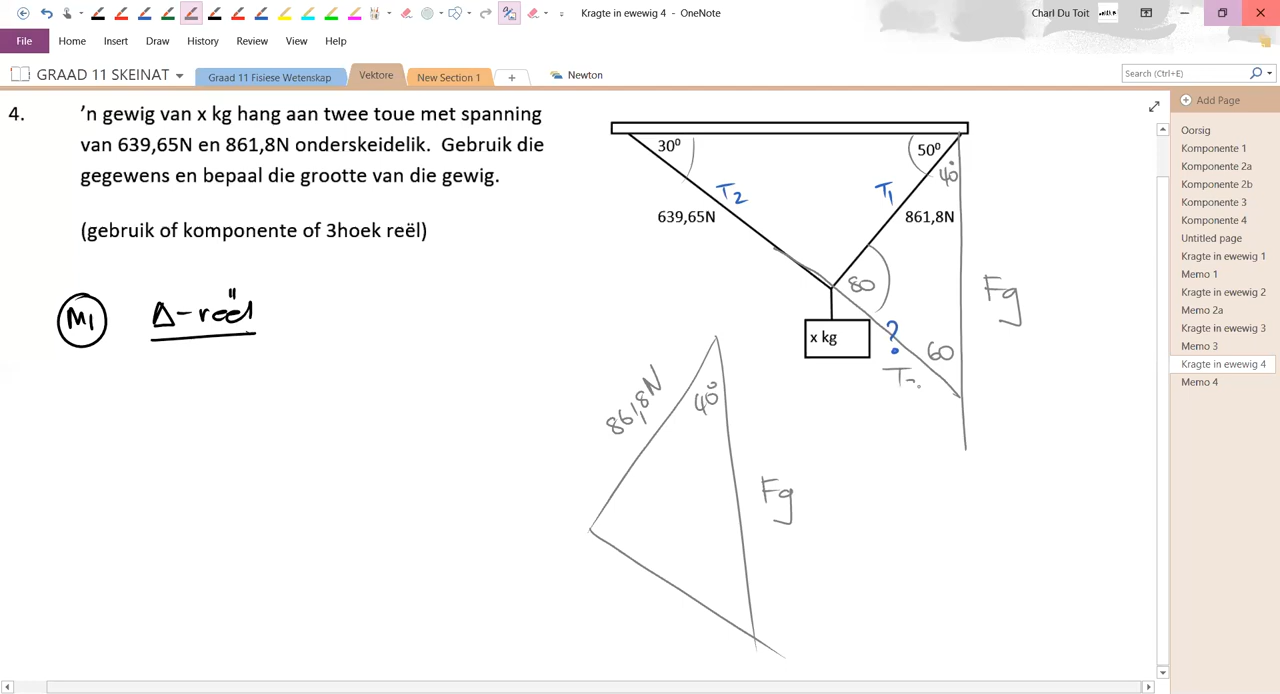 Kragte in ewewig 4 - OneNote
Charl Du Toit
File Home Insert Draw History Review View Help
GRAAD 11 SKEINAT
Graad 11 Fisiese Wetenskap
Vektore
New Section 1
+
Newton
Search (Ctrl+E)
4. 'n gewig van x kg hang aan twee toue met spanning
van 639,65N en 861,8N onderskeidelik. Gebruik die
gegewens en bepaal die grootte van die gewig.
(gebruik of komponente of 3hoek reël)
M1 Δ-reël
30⁰
50⁰
40°
T2
T1
639,65N
861,8N
80
Fg
x kg
?
60
T2
861,8N
40°
Fg
Add Page
Oorsig
Komponente 1
Komponente 2a
Komponente 2b
Komponente 3
Komponente 4
Untitled page
Kragte in ewewig 1
Memo 1
Kragte in ewewig 2
Memo 2a
Kragte in ewewig 3
Memo 3
Kragte in ewewig 4
Memo 4